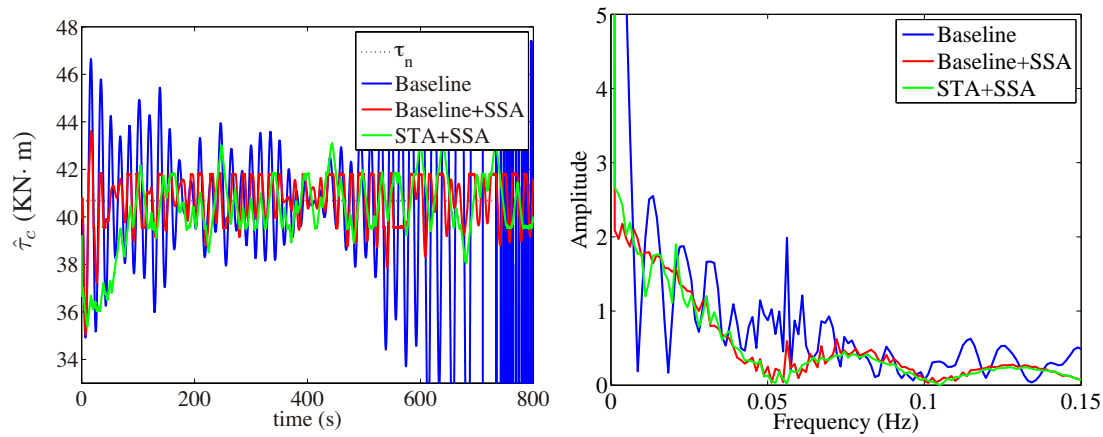 48
46
44
42
40
38
36
34
0
200
400
600
800
time (s)
τ̂_c (KN· m)
τ_n
Baseline
Baseline+SSA
STA+SSA
5
4
3
2
1
0
0
0.05
0.1
0.15
Frequency (Hz)
Amplitude
Baseline
Baseline+SSA
STA+SSA